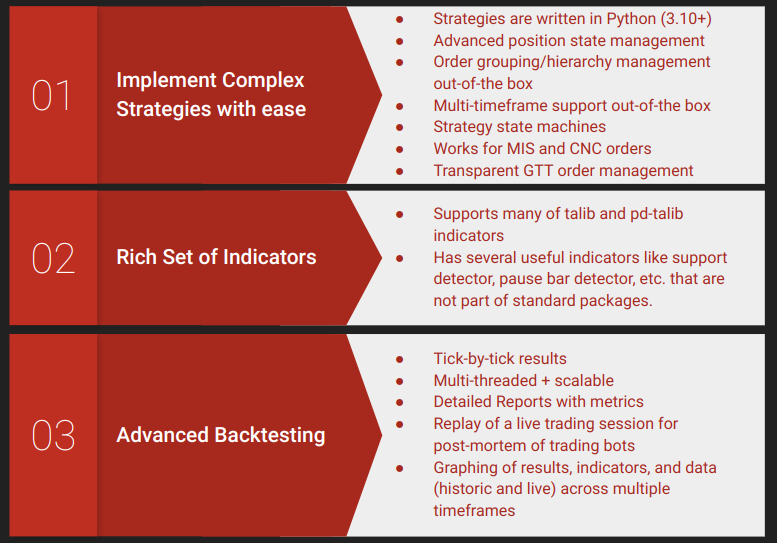 01
Implement Complex
Strategies with ease
● Strategies are written in Python (3.10+)
● Advanced position state management
● Order grouping/hierarchy management
out-of-the box
● Multi-timeframe support out-of-the box
● Strategy state machines
● Works for MIS and CNC orders
● Transparent GTT order management
02
Rich Set of Indicators
● Supports many of talib and pd-talib
indicators
● Has several useful indicators like support
detector, pause bar detector, etc. that are
not part of standard packages.
03
Advanced Backtesting
● Tick-by-tick results
● Multi-threaded + scalable
● Detailed Reports with metrics
● Replay of a live trading session for
post-mortem of trading bots
● Graphing of results, indicators, and data
(historic and live) across multiple
timeframes